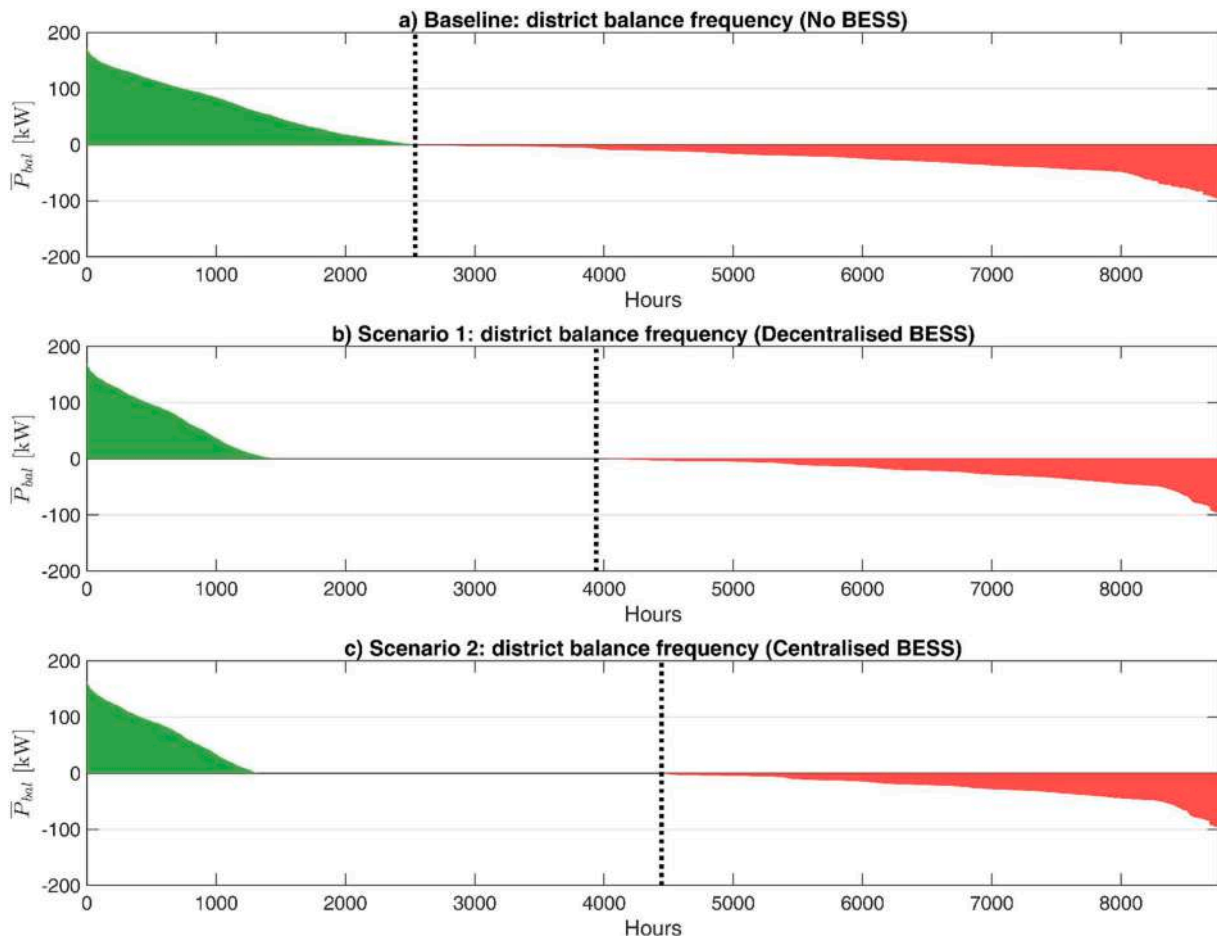 a) Baseline: district balance frequency (No BESS)
200
100
0
-100
-200
P̅bal [kW]
0 1000 2000 3000 4000 5000 6000 7000 8000
Hours
b) Scenario 1: district balance frequency (Decentralised BESS)
200
100
0
-100
-200
P̅bal [kW]
0 1000 2000 3000 4000 5000 6000 7000 8000
Hours
c) Scenario 2: district balance frequency (Centralised BESS)
200
100
0
-100
-200
P̅bal [kW]
0 1000 2000 3000 4000 5000 6000 7000 8000
Hours